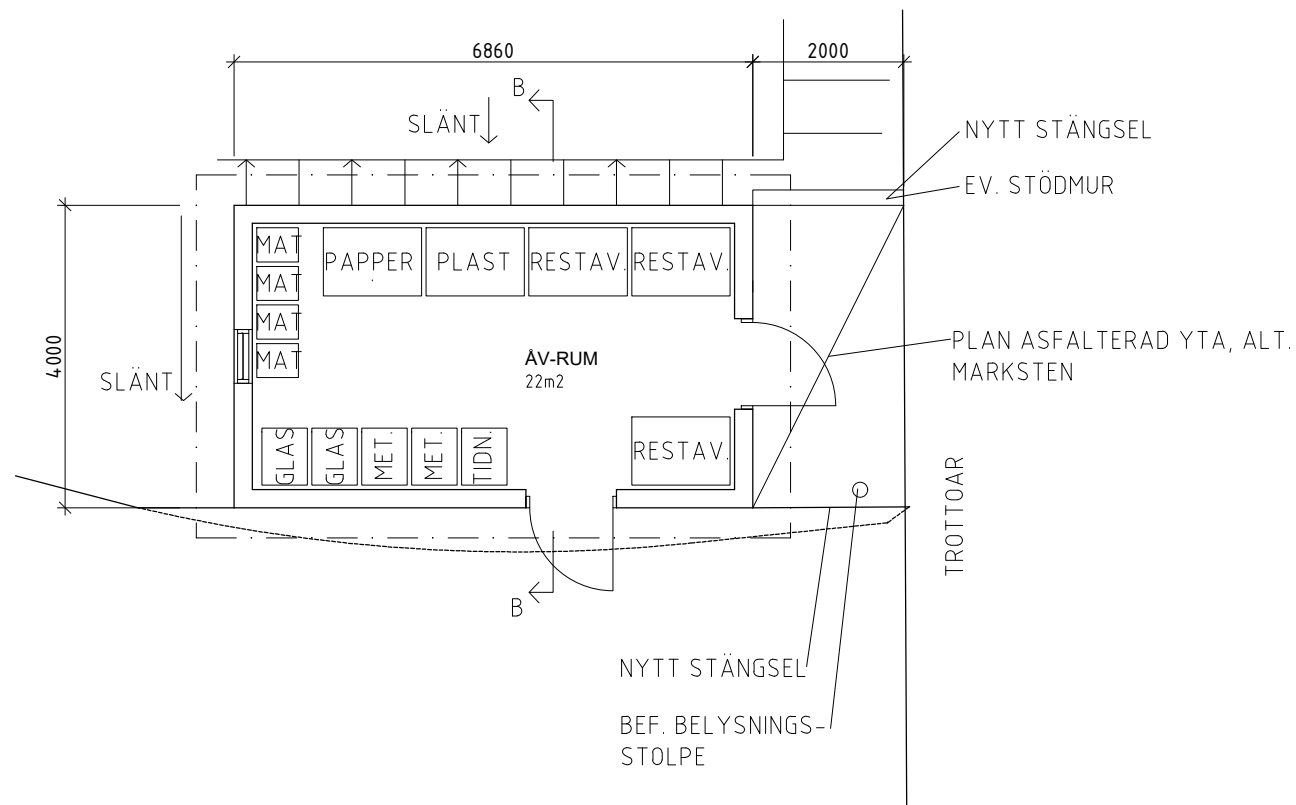 6860
2000
B
SLÄNT
NYTT STÄNGSEL
EV. STÖDMUR
MAT
MAT
MAT
MAT
PAPPER
PLAST
RESTAV.
RESTAV.
4000
SLÄNT
ÅV-RUM
22m2
PLAN ASFALTERAD YTA, ALT.
MARKSTEN
GLAS
GLAS
MET.
MET.
TIDN.
RESTAV.
TROTTOAR
B
NYTT STÄNGSEL
BEF. BELYSNINGS-
STOLPE